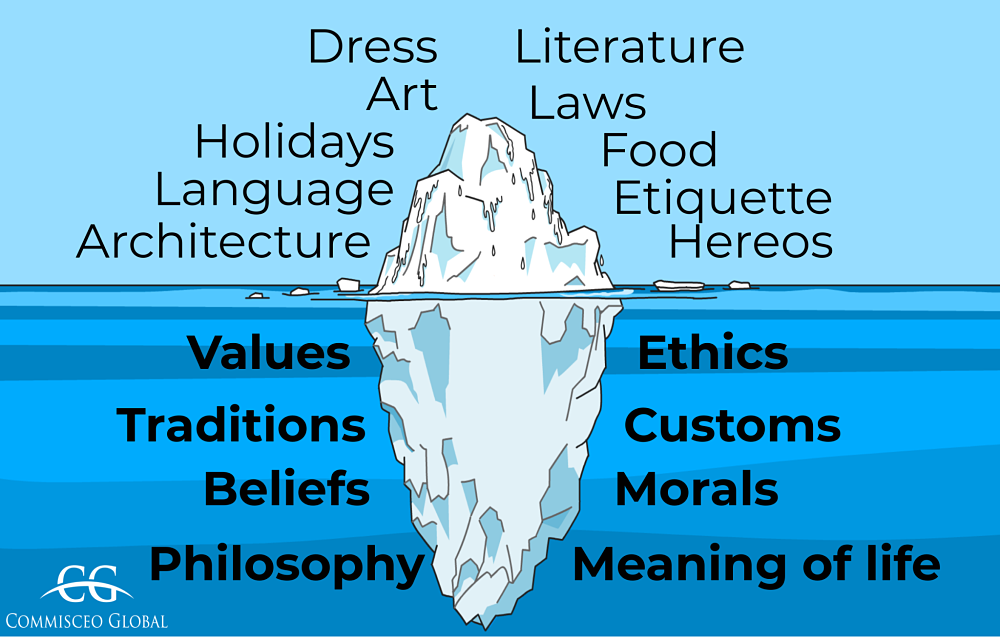 Dress Literature
Art Laws
Holidays Food
Language Etiquette
Architecture Hereos
Values Ethics
Traditions Customs
Beliefs Morals
Philosophy Meaning of life
CG
COMMISCEO GLOBAL